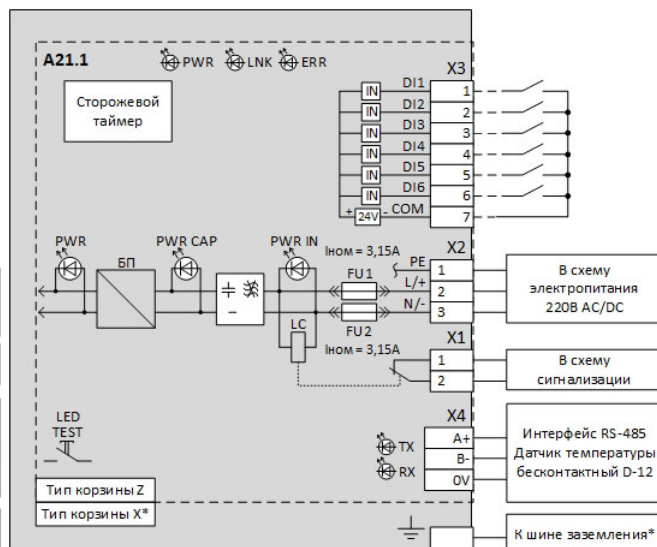 A21.1
PWR LNK ERR
Сторожевой
таймер
X3
IN DI1 1
IN DI2 2
IN DI3 3
IN DI4 4
IN DI5 5
IN DI6 6
+ 24V - COM 7
PWR
БП
PWR CAP
PWR IN
Iном = 3,15А
FU1
FU2
Iном = 3,15А
LC
X2
PE 1
L/+ 2
N/- 3
В схему
электропитания
220В AC/DC
X1
1
2
В схему
сигнализации
X4
TX
RX
A+
B-
0V
Интерфейс RS-485
Датчик температуры
бесконтактный D-12
LED
TEST
Тип корзины Z
Тип корзины X*
К шине заземления*